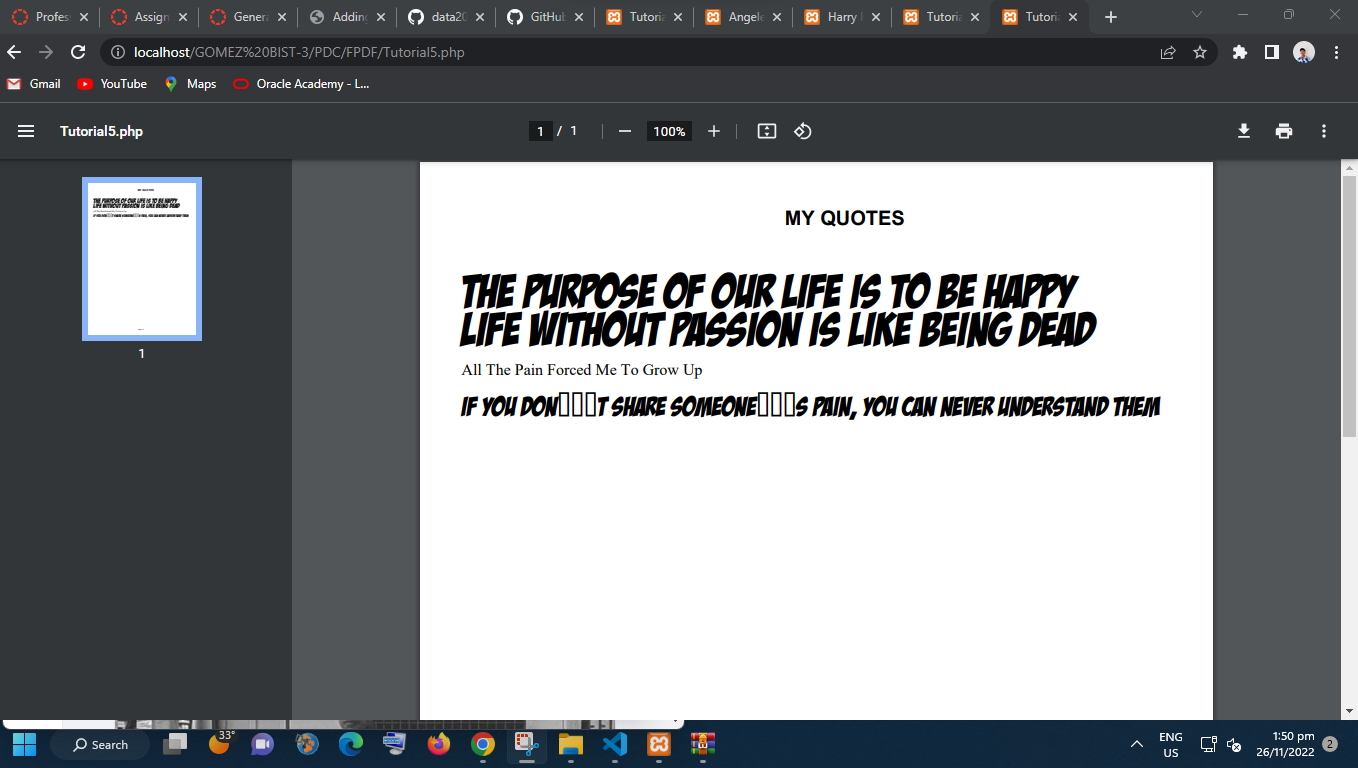 Profes
Assign
Genera
Adding
data20
GitHub
Tutoria
Angele
Harry
Tutoria
Tutoria
localhost/GOMEZ%20BIST-3/PDC/FPDF/Tutorial5.php
Gmail
YouTube
Maps
Oracle Academy - L...
Tutorial5.php
1 / 1
100%
MY QUOTES
THE PURPOSE OF OUR LIFE IS TO BE HAPPY
LIFE WITHOUT PASSION IS LIKE BEING DEAD
All The Pain Forced Me To Grow Up
IF YOU DON▯▯▯T SHARE SOMEONE▯▯▯S PAIN, YOU CAN NEVER UNDERSTAND THEM
1
Search
33°
ENG
US
1:50 pm
26/11/2022
2